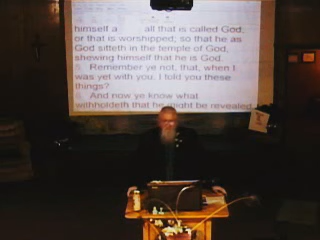 himself a all that is called God,
or that is worshipped; so that he as
God sitteth in the temple of God,
shewing himself that he is God.
5. Remember ye not, that, when I
was yet with you, I told you these
things?
6. And now ye know what
withholdeth that he might be revealed